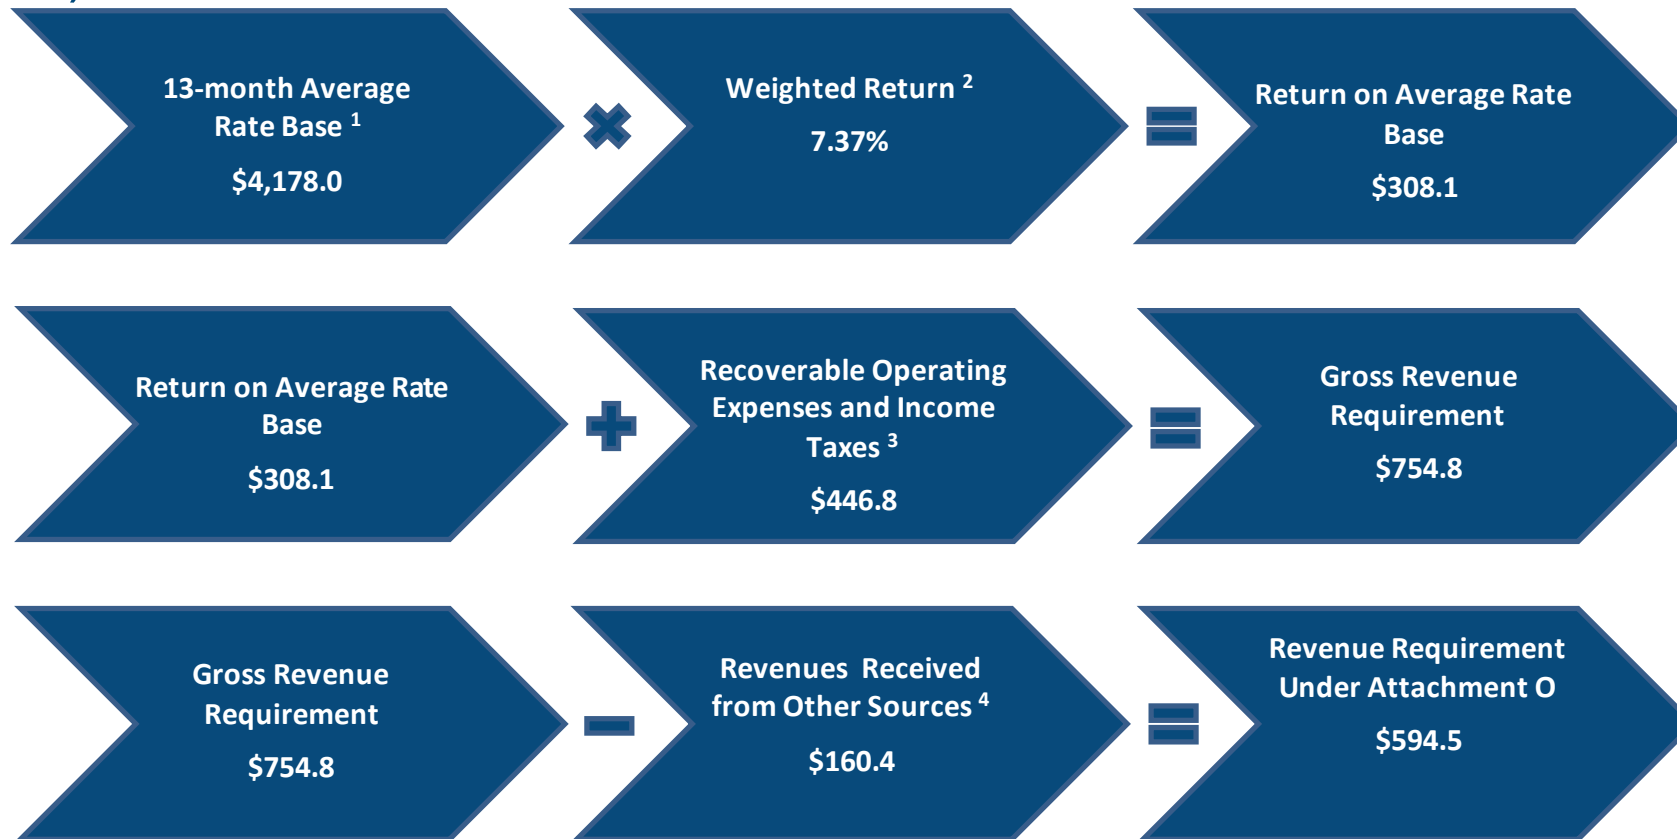 13-month Average
Rate Base 1
$4,178.0
Weighted Return 2
7.37%
Return on Average Rate
Base
$308.1
Return on Average Rate
Base
$308.1
Recoverable Operating
Expenses and Income
Taxes 3
$446.8
Gross Revenue
Requirement
$754.8
Gross Revenue
Requirement
$754.8
Revenues Received
from Other Sources 4
$160.4
Revenue Requirement
Under Attachment O
$594.5